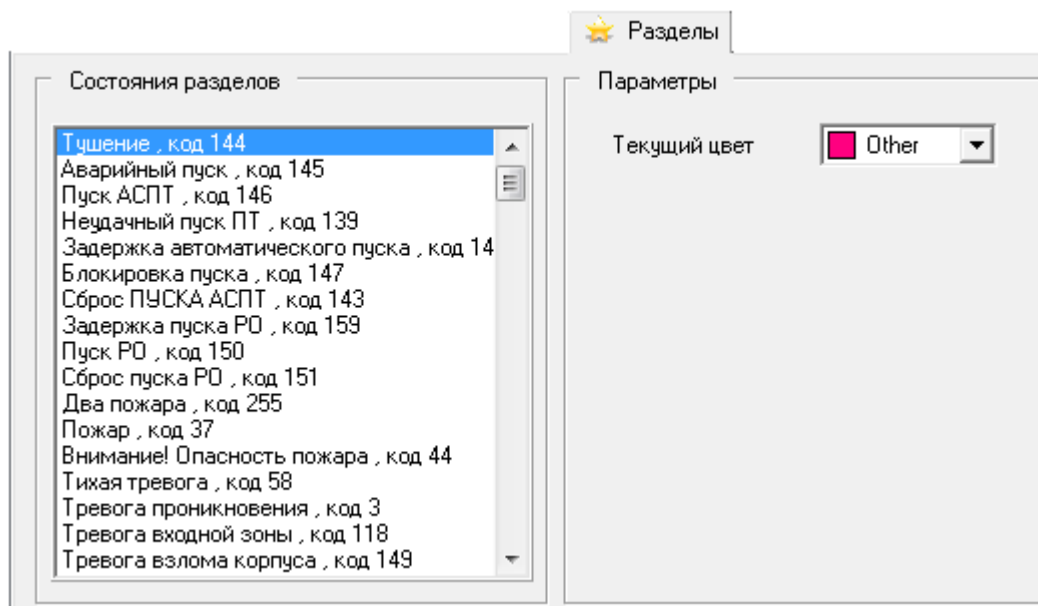 Разделы
Состояния разделов
Тушение , код 144
Аварийный пуск , код 145
Пуск АСПТ , код 146
Неудачный пуск ПТ , код 139
Задержка автоматического пуска , код 14
Блокировка пуска , код 147
Сброс ПУСКА АСПТ , код 143
Задержка пуска РО , код 159
Пуск РО , код 150
Сброс пуска РО , код 151
Два пожара , код 255
Пожар , код 37
Внимание! Опасность пожара , код 44
Тихая тревога , код 58
Тревога проникновения , код 3
Тревога входной зоны , код 118
Тревога взлома корпуса , код 149
Параметры
Текущий цвет Other